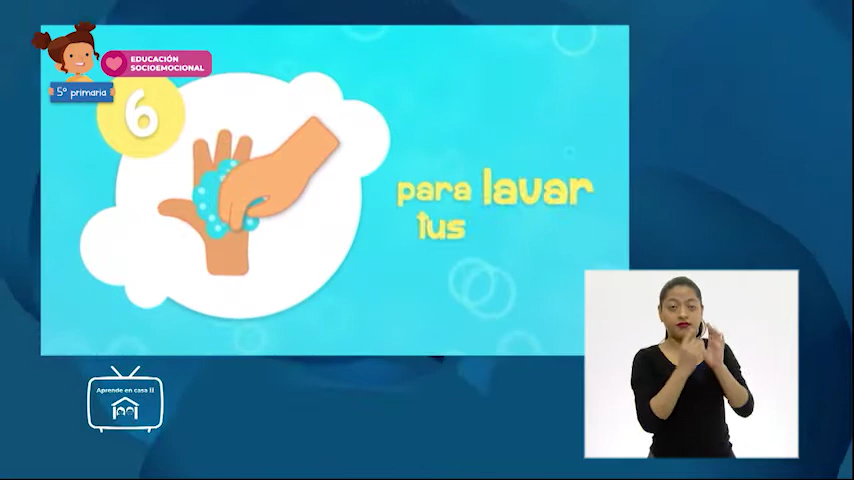 EDUCACIÓN
SOCIOEMOCIONAL
5º primaria
6
para lavar
tus
Aprende en casa II